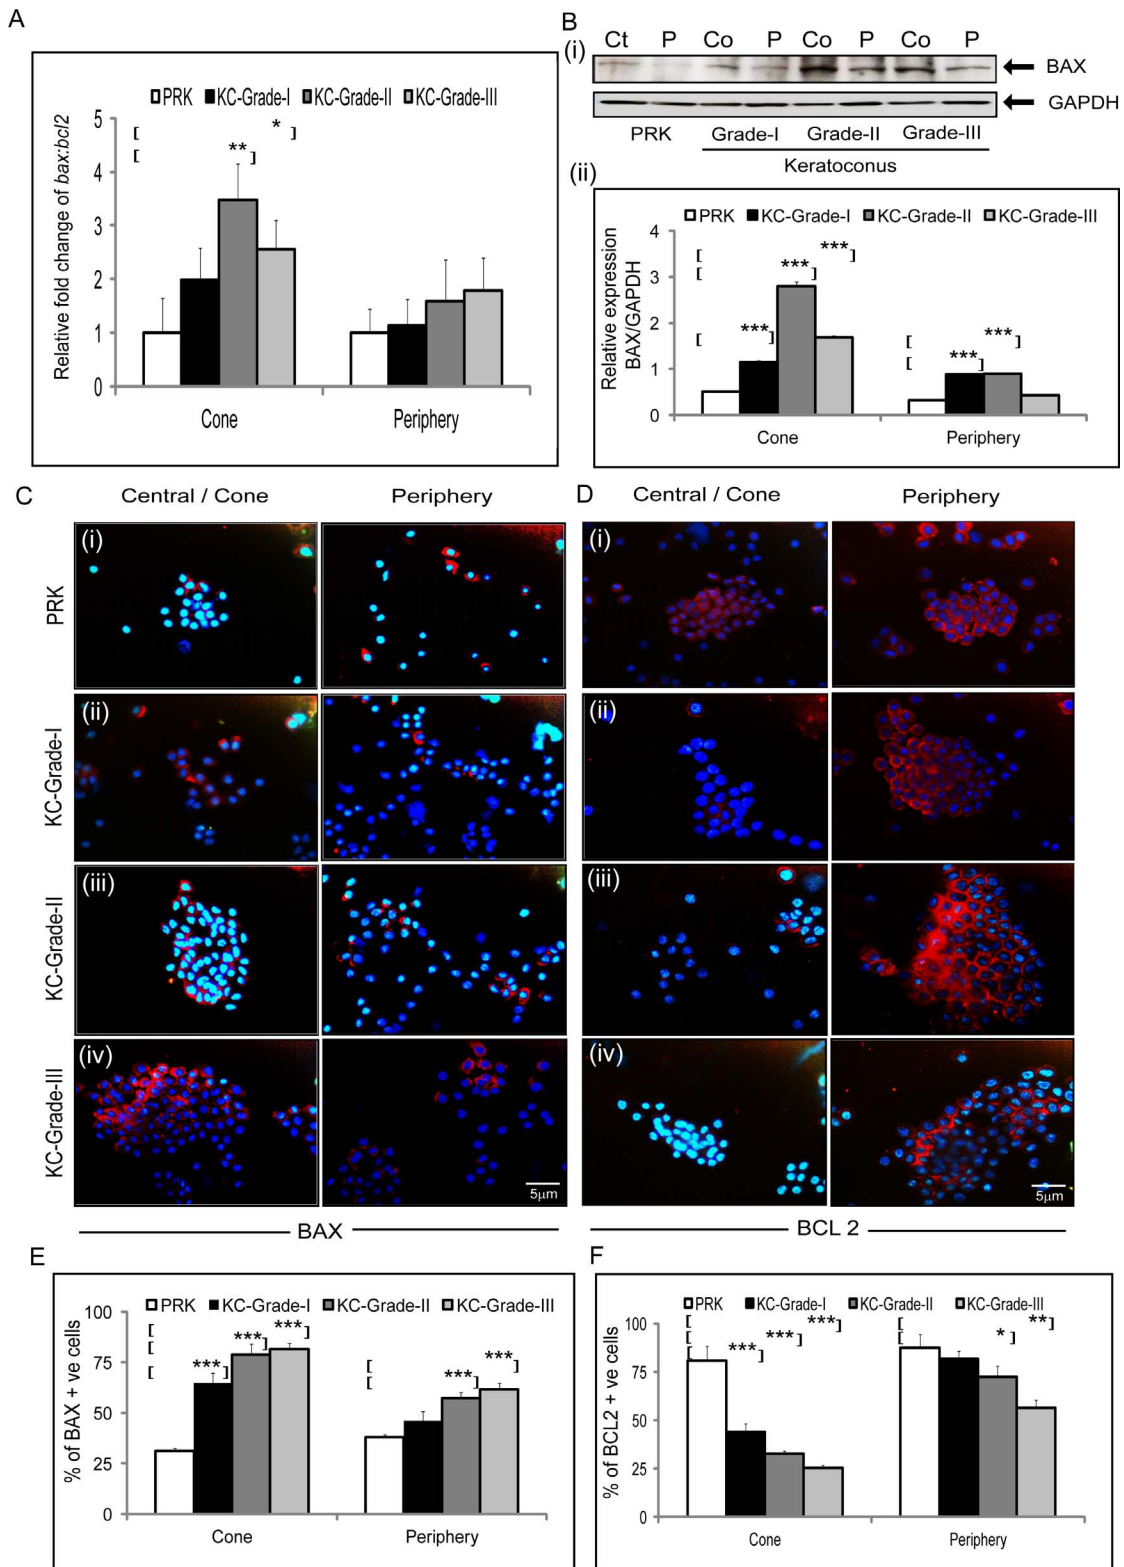 A
PRK KC-Grade-I KC-Grade-II KC-Grade-III
Relative fold change of bax:bcl2
5
4
3
2
1
0
[ * ]
[ ** ]
Cone Periphery
B
(i)
Ct P Co P Co P Co P
BAX
GAPDH
PRK Grade-I Grade-II Grade-III
Keratoconus
(ii)
PRK KC-Grade-I KC-Grade-II KC-Grade-III
Relative expression
BAX/GAPDH
4
3
2
1
0
[ *** ]
[ *** ]
[ *** ]
[ *** ]
[ *** ]
Cone Periphery
C
Central / Cone Periphery
PRK
(i)
KC-Grade-I
(ii)
KC-Grade-II
(iii)
KC-Grade-III
(iv)
5μm
BAX
D
Central / Cone Periphery
(i)
(ii)
(iii)
(iv)
5μm
BCL 2
E
PRK KC-Grade-I KC-Grade-II KC-Grade-III
% of BAX + ve cells
100
75
50
25
0
[ *** ]
[ *** ]
[ *** ]
[ *** ]
[ *** ]
Cone Periphery
F
PRK KC-Grade-I KC-Grade-II KC-Grade-III
% of BCL2 + ve cells
100
75
50
25
0
[ *** ]
[ *** ]
[ *** ]
[ ** ]
[ * ]
Cone Periphery